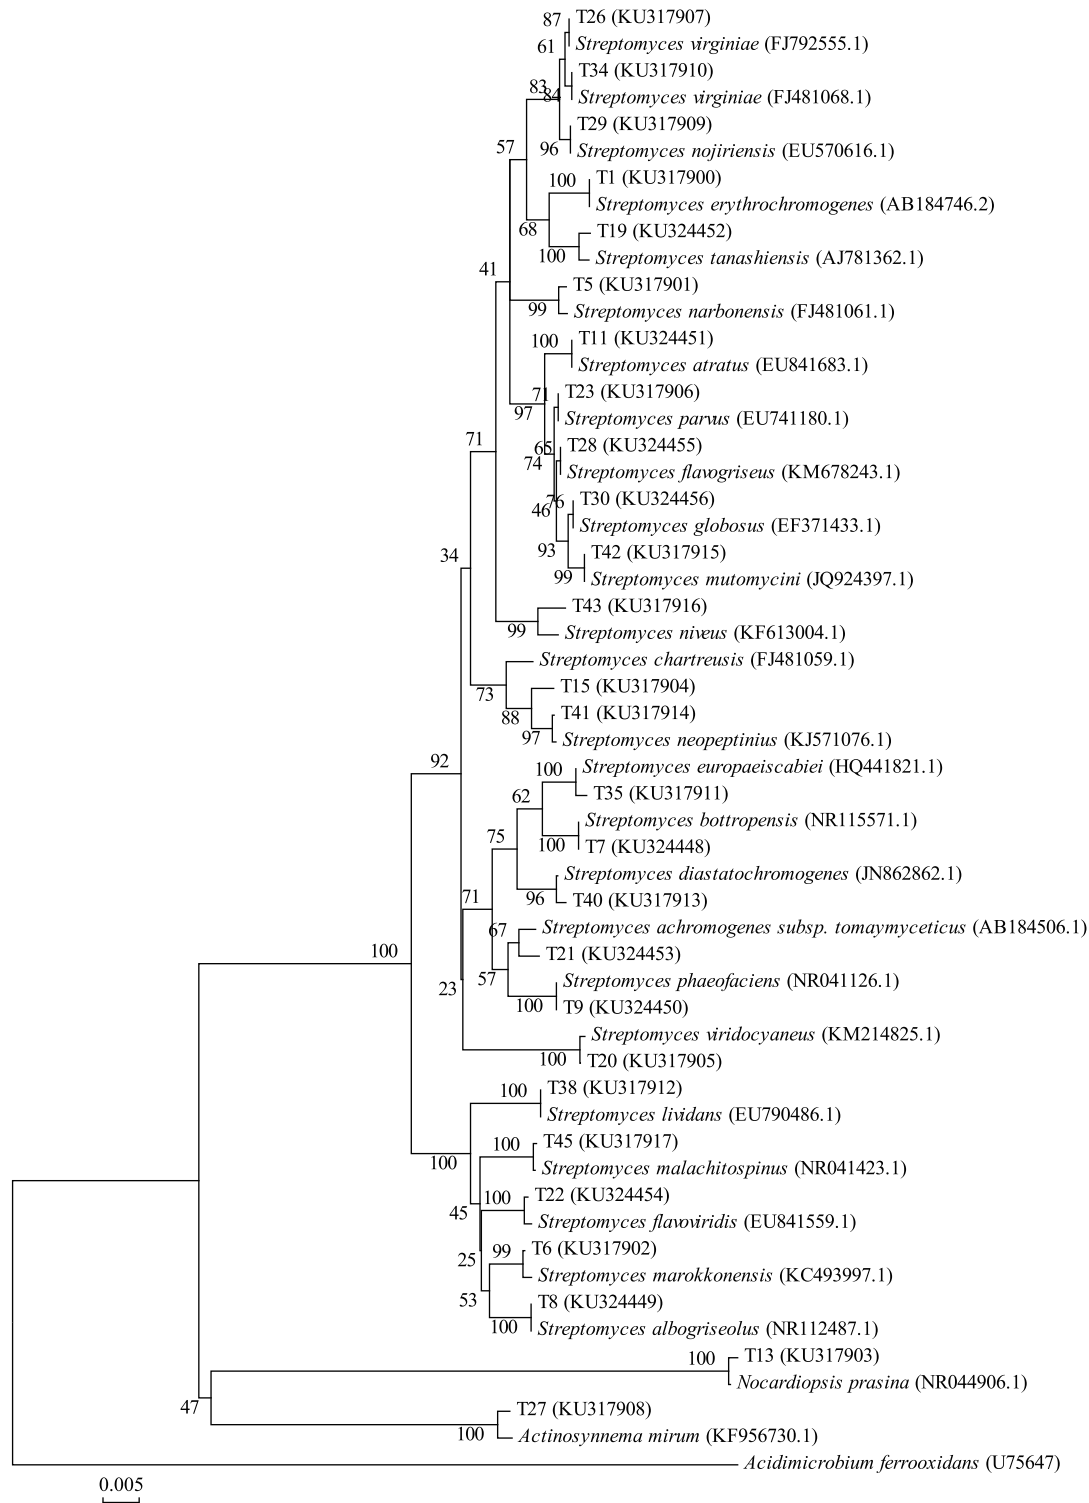 87 T26 (KU317907)
61 Streptomyces virginiae (FJ792555.1)
T34 (KU317910)
83 84 Streptomyces virginiae (FJ481068.1)
T29 (KU317909)
57 96 Streptomyces nojiriensis (EU570616.1)
100 T1 (KU317900)
Streptomyces erythrochromogenes (AB184746.2)
68 T19 (KU324452)
100 Streptomyces tanashiensis (AJ781362.1)
41 T5 (KU317901)
99 Streptomyces narbonensis (FJ481061.1)
100 T11 (KU324451)
Streptomyces atratus (EU841683.1)
71 T23 (KU317906)
97 Streptomyces parvus (EU741180.1)
71 65 T28 (KU324455)
74 Streptomyces flavogriseus (KM678243.1)
76 T30 (KU324456)
46 Streptomyces globosus (EF371433.1)
34 93 T42 (KU317915)
99 Streptomyces mutomycini (JQ924397.1)
T43 (KU317916)
99 Streptomyces niveus (KF613004.1)
Streptomyces chartreusis (FJ481059.1)
73 T15 (KU317904)
88 T41 (KU317914)
97 Streptomyces neopeptinius (KJ571076.1)
92 100 Streptomyces europaeiscabiei (HQ441821.1)
62 T35 (KU317911)
Streptomyces bottropensis (NR115571.1)
75 100 T7 (KU324448)
Streptomyces diastatochromogenes (JN862862.1)
71 96 T40 (KU317913)
67 Streptomyces achromogenes subsp. tomaymyceticus (AB184506.1)
100 T21 (KU324453)
57 Streptomyces phaeofaciens (NR041126.1)
23 100 T9 (KU324450)
Streptomyces viridocyaneus (KM214825.1)
100 T20 (KU317905)
100 T38 (KU317912)
Streptomyces lividans (EU790486.1)
100 T45 (KU317917)
100 Streptomyces malachitospinus (NR041423.1)
100 T22 (KU324454)
45 Streptomyces flavoviridis (EU841559.1)
25 99 T6 (KU317902)
Streptomyces marokkonensis (KC493997.1)
53 T8 (KU324449)
100 Streptomyces albogriseolus (NR112487.1)
100 T13 (KU317903)
Nocardiopsis prasina (NR044906.1)
47 T27 (KU317908)
100 Actinosynnema mirum (KF956730.1)
Acidimicrobium ferrooxidans (U75647)
0.005